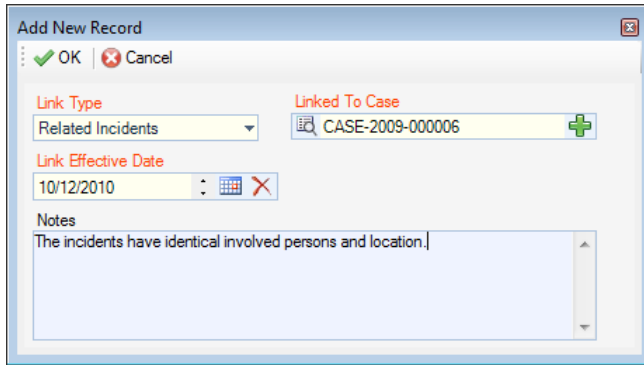 Add New Record
OK Cancel
Link Type Linked To Case
Related Incidents CASE-2009-000006
Link Effective Date
10/12/2010
Notes
The incidents have identical involved persons and location.